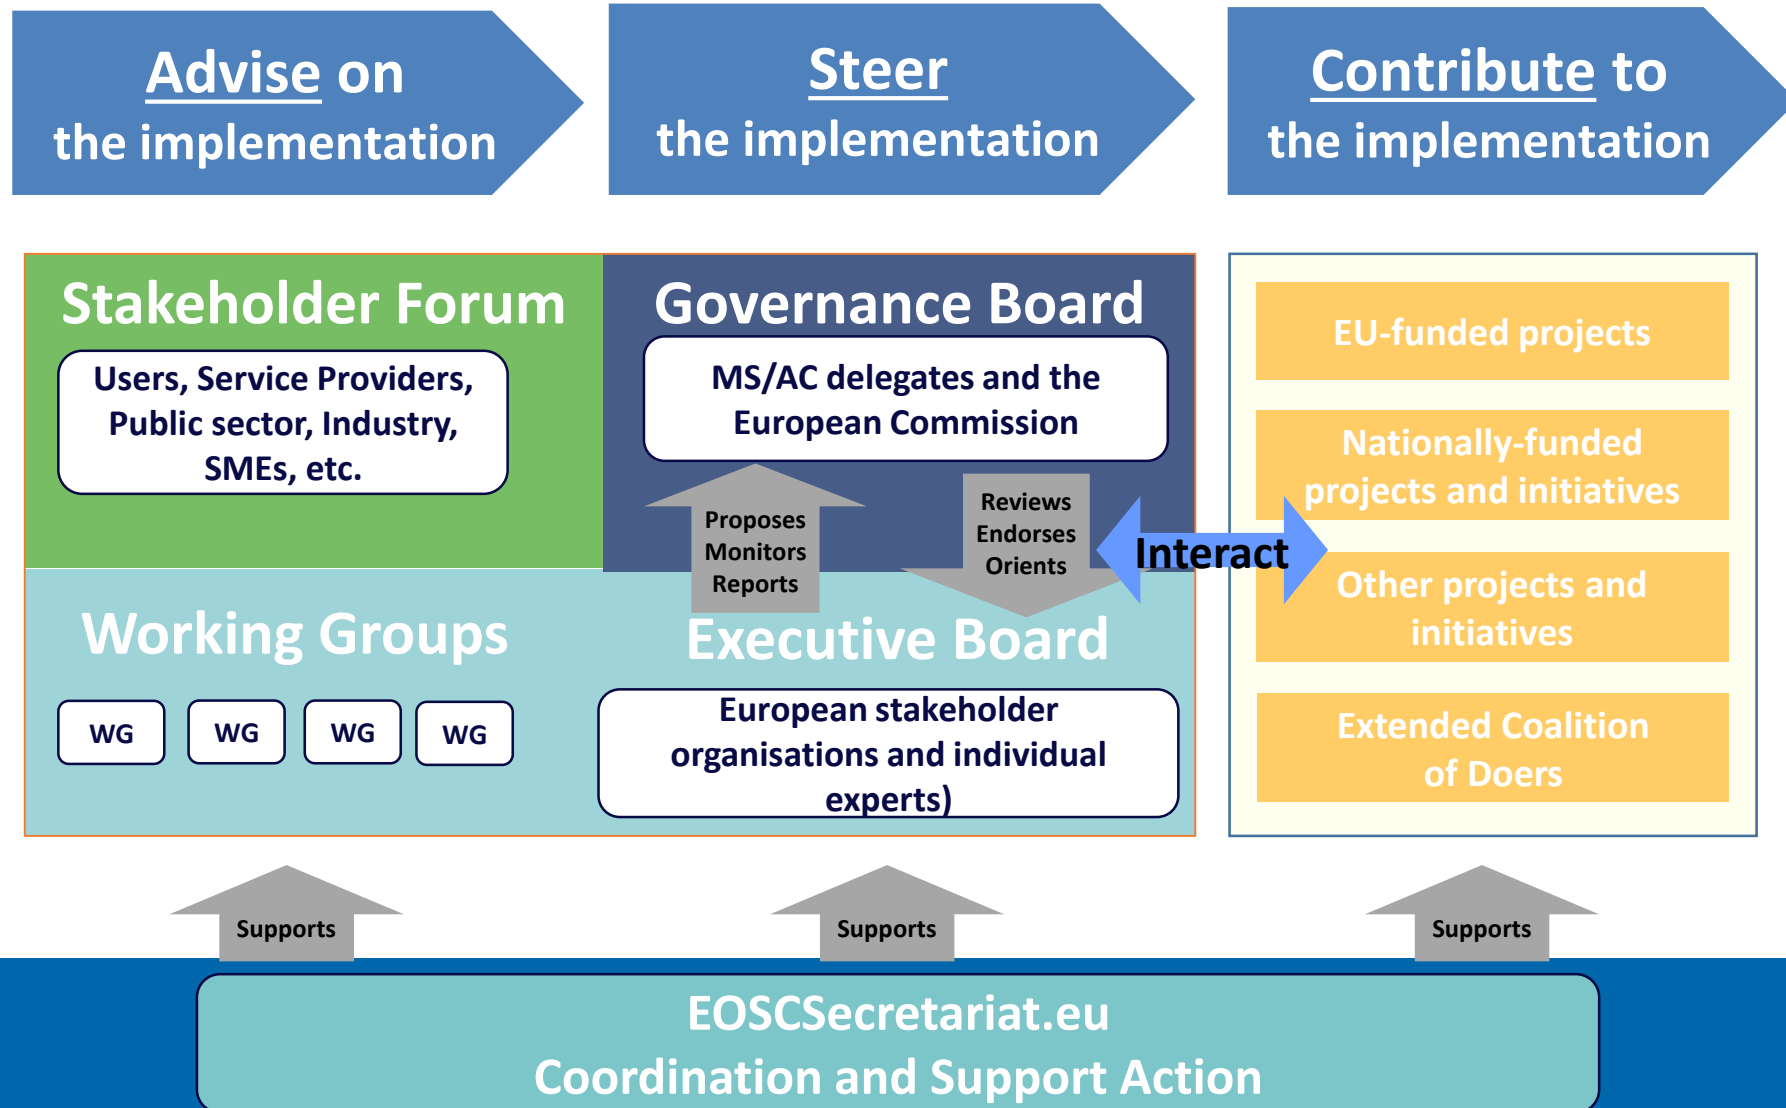 Advise on
the implementation
Steer
the implementation
Contribute to
the implementation
Stakeholder Forum
Users, Service Providers,
Public sector, Industry,
SMEs, etc.
Governance Board
MS/AC delegates and the
European Commission
Proposes
Monitors
Reports
Reviews
Endorses
Orients
Interact
Working Groups
WG
WG
WG
WG
Executive Board
European stakeholder
organisations and individual
experts)
EU-funded projects
Nationally-funded
projects and initiatives
Other projects and
initiatives
Extended Coalition
of Doers
Supports
Supports
Supports
EOSCSecretariat.eu
Coordination and Support Action